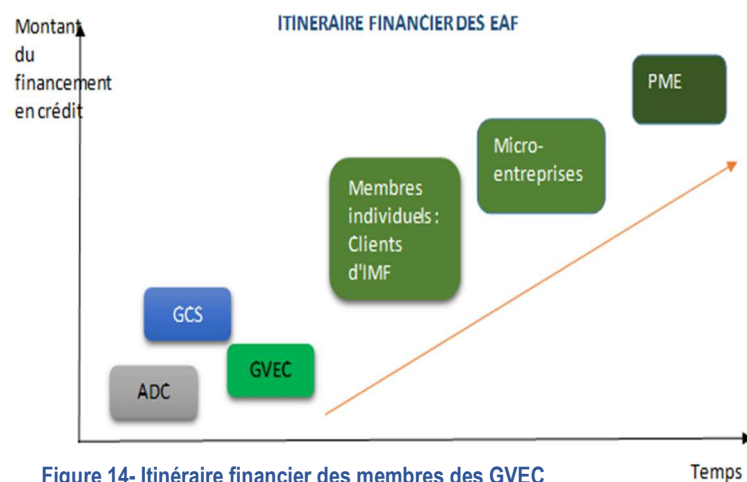 ITINERAIRE FINANCIER DES EAF
Montant
du
financement
en crédit
PME
Micro-
entreprises
Membres
individuels :
Clients
d'IMF
GCS
GVEC
ADC
Temps
Figure 14- Itinéraire financier des membres des GVEC